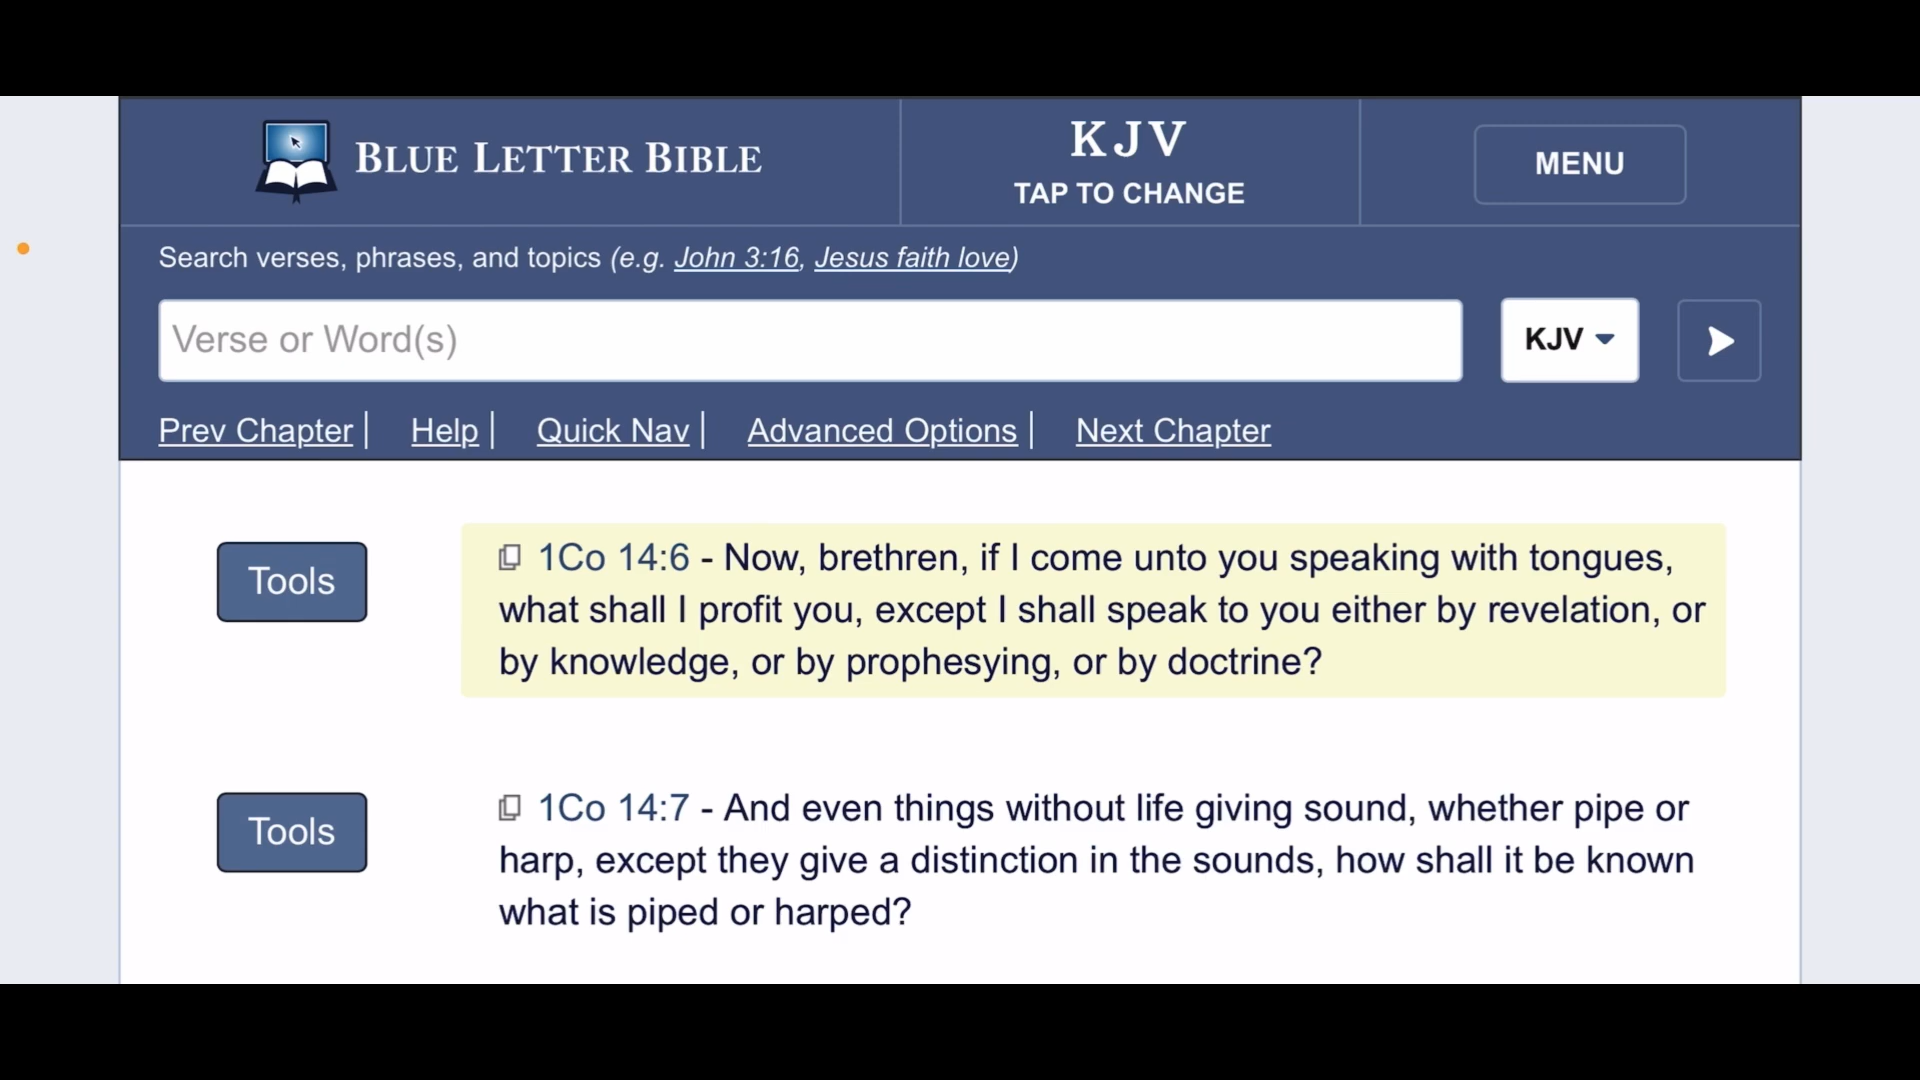 BLUE LETTER BIBLE
KJV
TAP TO CHANGE
MENU
Search verses, phrases, and topics (e.g. John 3:16, Jesus faith love)
Verse or Word(s)
KJV
Prev Chapter | Help | Quick Nav | Advanced Options | Next Chapter
Tools
1Co 14:6 - Now, brethren, if I come unto you speaking with tongues,
what shall I profit you, except I shall speak to you either by revelation, or
by knowledge, or by prophesying, or by doctrine?
Tools
1Co 14:7 - And even things without life giving sound, whether pipe or
harp, except they give a distinction in the sounds, how shall it be known
what is piped or harped?